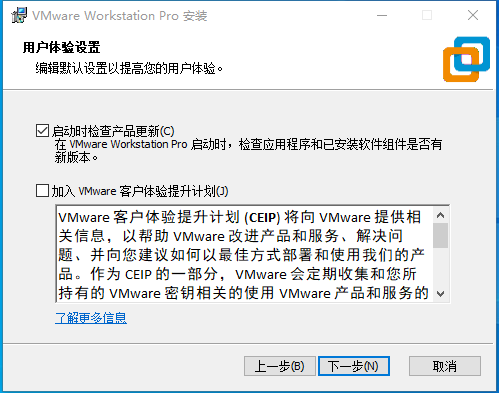 VMware Workstation Pro 安装
用户体验设置
编辑默认设置以提高您的用户体验。
启动时检查产品更新(C)
在 VMware Workstation Pro 启动时，检查应用程序和已安装软件组件是否有
新版本。
加入 VMware 客户体验提升计划(J)
VMware 客户体验提升计划 (CEIP) 将向 VMware 提供相
关信息，以帮助 VMware 改进产品和服务、解决问
题、并向您建议如何以最佳方式部署和使用我们的产
品。作为 CEIP 的一部分，VMware 会定期收集和您所
持有的 VMware 密钥相关的使用 VMware 产品和服务的
了解更多信息
上一步(B) 下一步(N) 取消